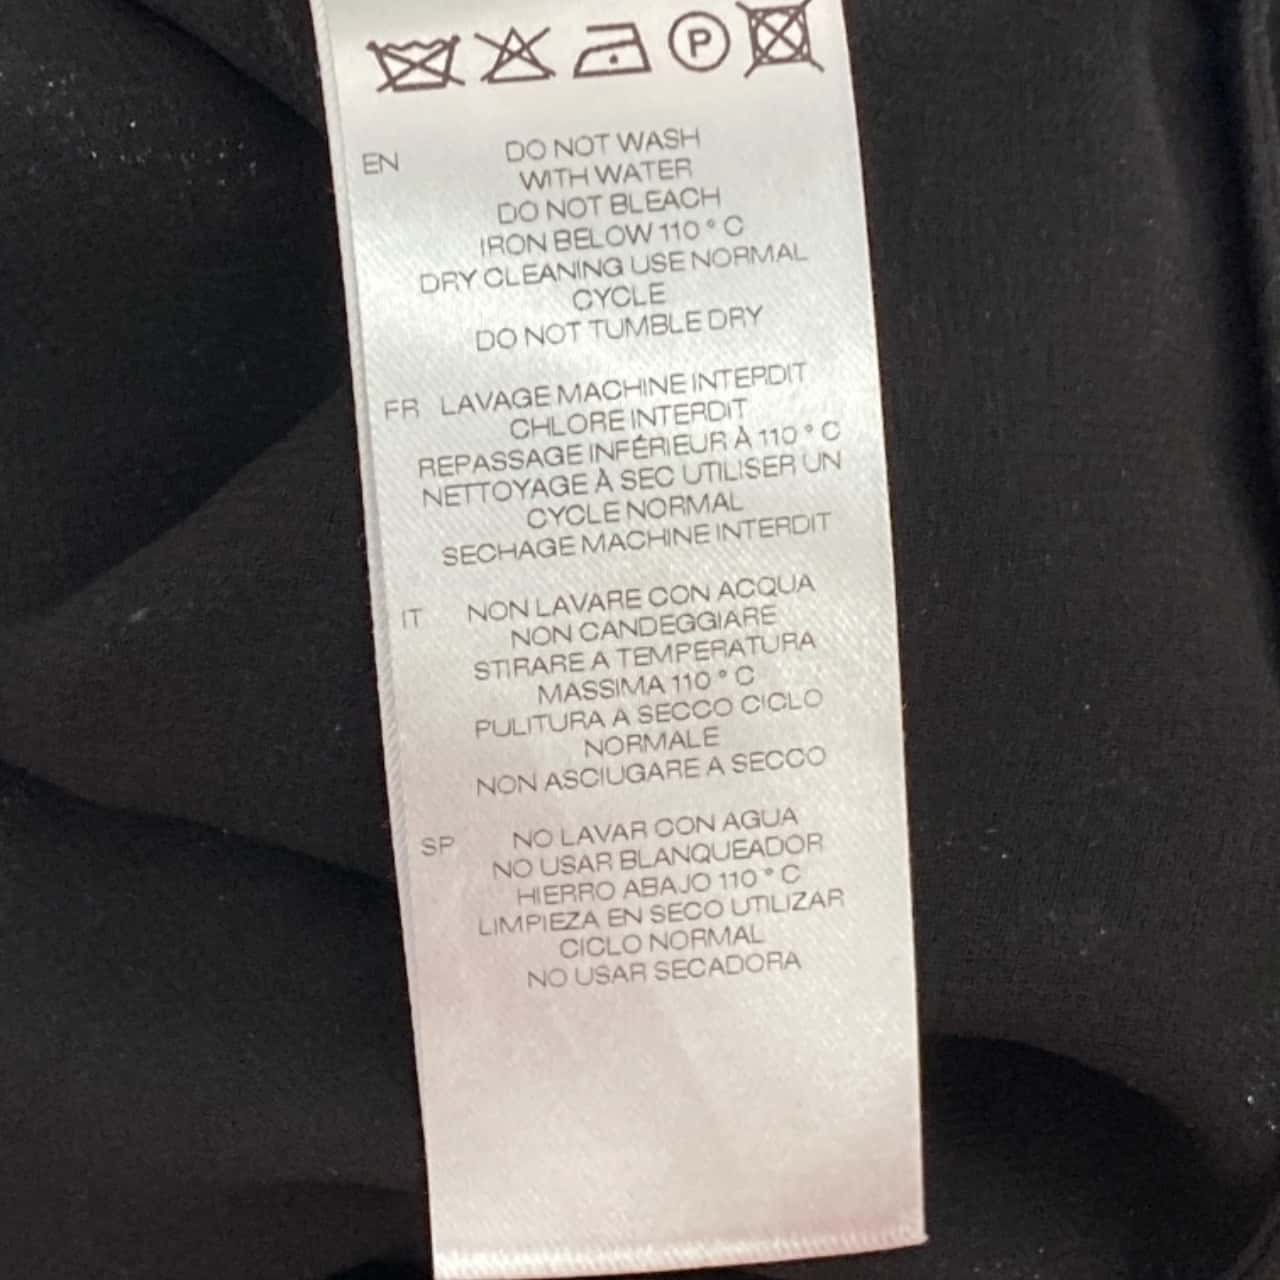 P
EN DO NOT WASH
WITH WATER
DO NOT BLEACH
IRON BELOW 110 ° C
DRY CLEANING USE NORMAL
CYCLE
DO NOT TUMBLE DRY
FR LAVAGE MACHINE INTERDIT
CHLORE INTERDIT
REPASSAGE INFÉRIEUR À 110 ° C
NETTOYAGE À SEC UTILISER UN
CYCLE NORMAL
SECHAGE MACHINE INTERDIT
IT NON LAVARE CON ACQUA
NON CANDEGGIARE
STIRARE A TEMPERATURA
MASSIMA 110 ° C
PULITURA A SECCO CICLO
NORMALE
NON ASCIUGARE A SECCO
SP NO LAVAR CON AGUA
NO USAR BLANQUEADOR
HIERRO ABAJO 110 ° C
LIMPIEZA EN SECO UTILIZAR
CICLO NORMAL
NO USAR SECADORA